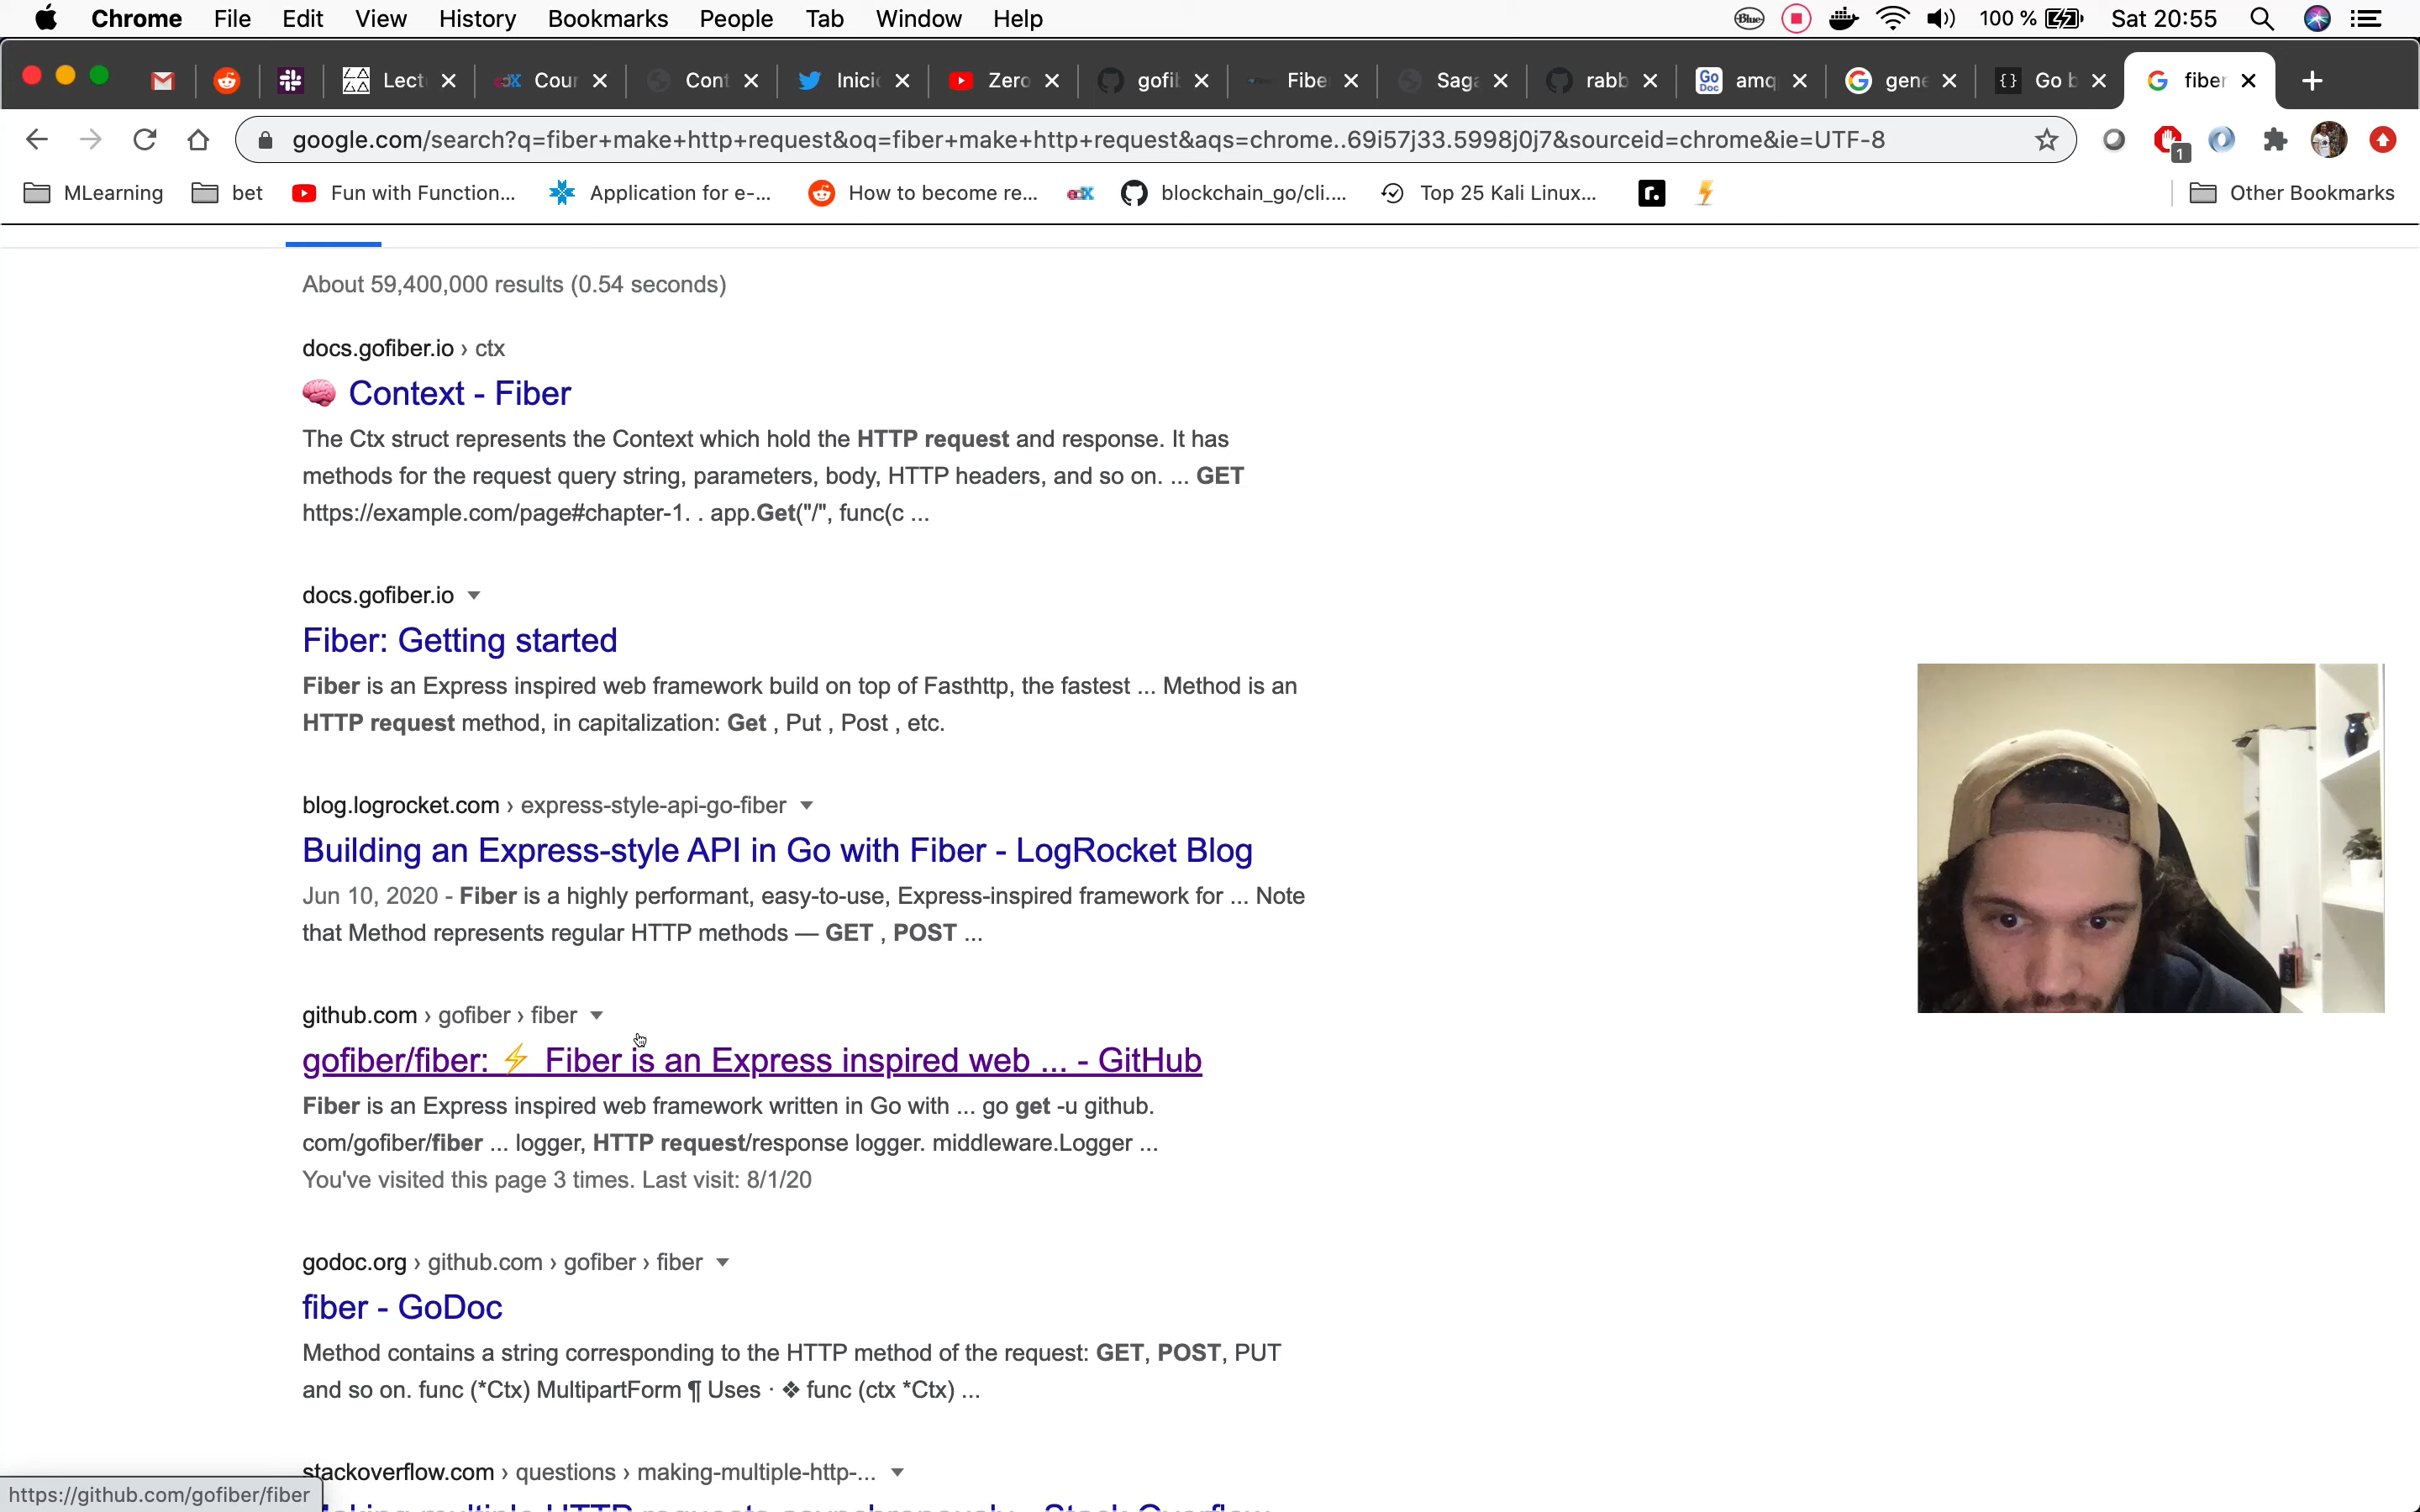 Chrome File Edit View History Bookmarks People Tab Window Help Blue 100 % Sat 20:55
Lect Cour Cont Inici Zero gofib Fibe Saga rabb Go Doc amq gene {} Go b fiber
google.com/search?q=fiber+make+http+request&oq=fiber+make+http+request&aqs=chrome..69i57j33.5998j0j7&sourceid=chrome&ie=UTF-8 1
MLearning bet Fun with Function... Application for e-... edX How to become re... blockchain_go/cli.... Top 25 Kali Linux... r. Other Bookmarks
About 59,400,000 results (0.54 seconds)
docs.gofiber.io › ctx
🧠 Context - Fiber
The Ctx struct represents the Context which hold the HTTP request and response. It has
methods for the request query string, parameters, body, HTTP headers, and so on. ... GET
https://example.com/page#chapter-1. . app.Get("/", func(c ...
docs.gofiber.io
Fiber: Getting started
Fiber is an Express inspired web framework build on top of Fasthttp, the fastest ... Method is an
HTTP request method, in capitalization: Get , Put , Post , etc.
blog.logrocket.com › express-style-api-go-fiber
Building an Express-style API in Go with Fiber - LogRocket Blog
Jun 10, 2020 - Fiber is a highly performant, easy-to-use, Express-inspired framework for ... Note
that Method represents regular HTTP methods — GET , POST ...
github.com › gofiber › fiber
gofiber/fiber: ⚡ Fiber is an Express inspired web ... - GitHub
Fiber is an Express inspired web framework written in Go with ... go get -u github.
com/gofiber/fiber ... logger, HTTP request/response logger. middleware.Logger ...
You've visited this page 3 times. Last visit: 8/1/20
godoc.org › github.com › gofiber › fiber
fiber - GoDoc
Method contains a string corresponding to the HTTP method of the request: GET, POST, PUT
and so on. func (*Ctx) MultipartForm ¶ Uses · ❖ func (ctx *Ctx) ...
stackoverflow.com › questions › making-multiple-http-...
https://github.com/gofiber/fiber
Making multiple HTTP requests asynchronously - Stack Overflow